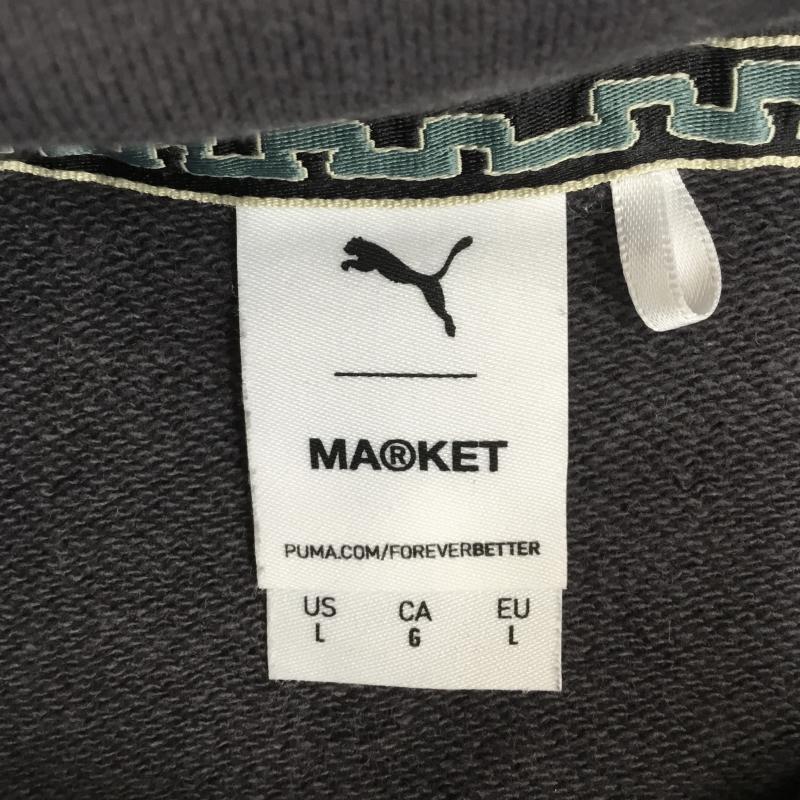 MA®KET
PUMA.COM/FOREVERBETTER
US CA EU
L G L